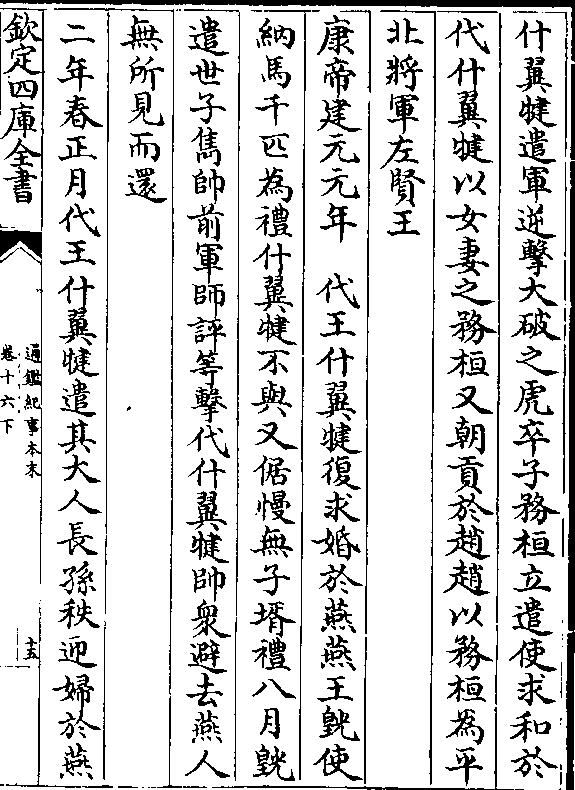 什翼犍遣軍逆擊大破之虎卒子務桓立遣使求和於
代什翼犍以女妻之務桓又朝貢於趙趙以務桓為平
北將軍左賢王
康帝建元元年　代王什翼犍復求婚於燕燕王皝使
納馬千匹為禮什翼犍不與又倨慢無子壻禮八月皝
遣世子雋帥前軍師評等擊代什翼犍帥衆避去燕人
無所見而還
二年春正月代王什翼犍遣其大人長孫秩迎婦於燕
欽定四庫全書
通鑑紀事本末
卷十六下
十五